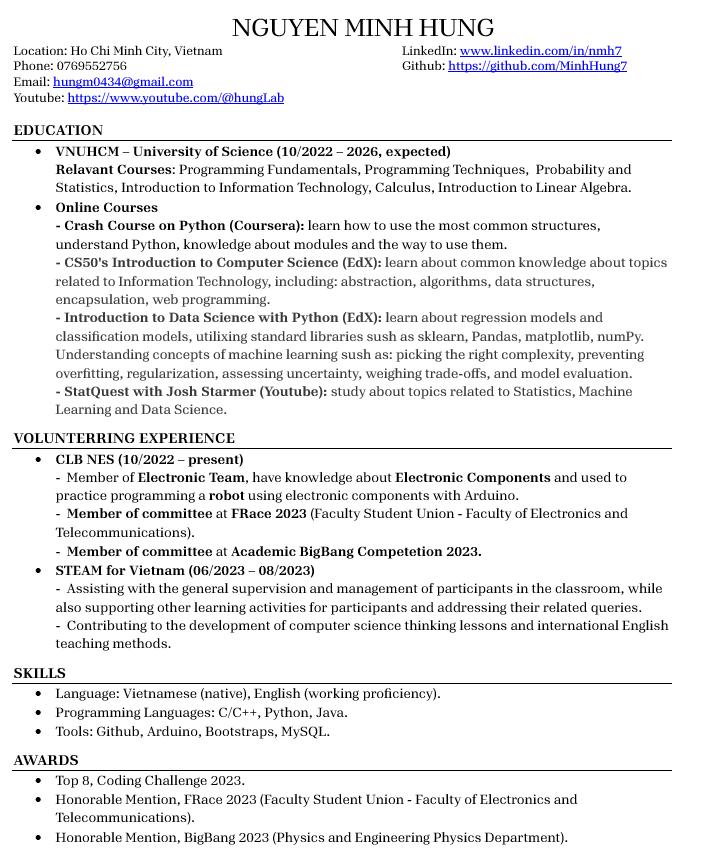 NGUYEN MINH HUNG
Location: Ho Chi Minh City, Vietnam
Phone: 0769552756
Email: hungm0434@gmail.com
Youtube: https://www.youtube.com/@hungLab
LinkedIn: www.linkedin.com/in/nmh7
Github: https://github.com/MinhHung7
EDUCATION
• VNUHCM – University of Science (10/2022 – 2026, expected)
Relavant Courses: Programming Fundamentals, Programming Techniques, Probability and
Statistics, Introduction to Information Technology, Calculus, Introduction to Linear Algebra.
• Online Courses
- Crash Course on Python (Coursera): learn how to use the most common structures,
understand Python, knowledge about modules and the way to use them.
- CS50's Introduction to Computer Science (EdX): learn about common knowledge about topics
related to Information Technology, including: abstraction, algorithms, data structures,
encapsulation, web programming.
- Introduction to Data Science with Python (EdX): learn about regression models and
classification models, utilixing standard libraries sush as sklearn, Pandas, matplotlib, numPy.
Understanding concepts of machine learning sush as: picking the right complexity, preventing
overfitting, regularization, assessing uncertainty, weighing trade-offs, and model evaluation.
- StatQuest with Josh Starmer (Youtube): study about topics related to Statistics, Machine
Learning and Data Science.
VOLUNTERRING EXPERIENCE
• CLB NES (10/2022 – present)
- Member of Electronic Team, have knowledge about Electronic Components and used to
practice programming a robot using electronic components with Arduino.
- Member of committee at FRace 2023 (Faculty Student Union - Faculty of Electronics and
Telecommunications).
- Member of committee at Academic BigBang Competetion 2023.
• STEAM for Vietnam (06/2023 – 08/2023)
- Assisting with the general supervision and management of participants in the classroom, while
also supporting other learning activities for participants and addressing their related queries.
- Contributing to the development of computer science thinking lessons and international English
teaching methods.
SKILLS
• Language: Vietnamese (native), English (working proficiency).
• Programming Languages: C/C++, Python, Java.
• Tools: Github, Arduino, Bootstraps, MySQL.
AWARDS
• Top 8, Coding Challenge 2023.
• Honorable Mention, FRace 2023 (Faculty Student Union - Faculty of Electronics and
Telecommunications).
• Honorable Mention, BigBang 2023 (Physics and Engineering Physics Department).